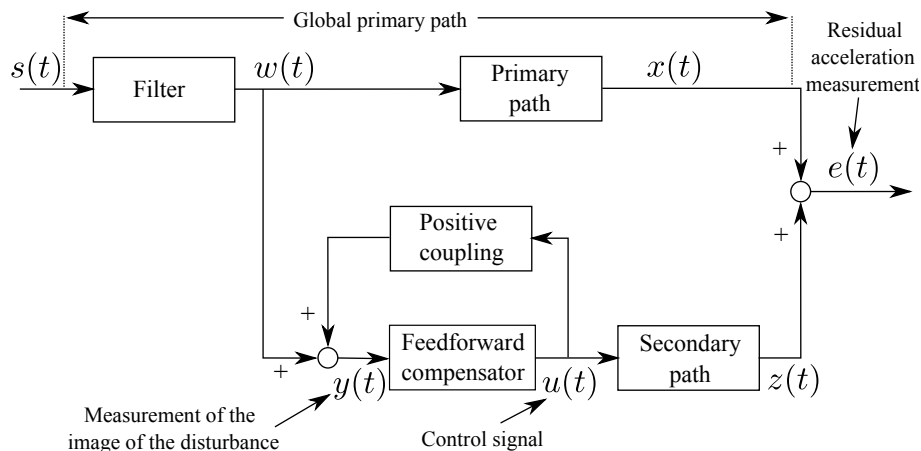 Global primary path
Residual
acceleration
measurement
s(t)
Filter
w(t)
Primary
path
x(t)
+
e(t)
+
Positive
coupling
+
+
y(t)
Feedforward
compensator
u(t)
Secondary
path
z(t)
Measurement of the
image of the disturbance
Control signal